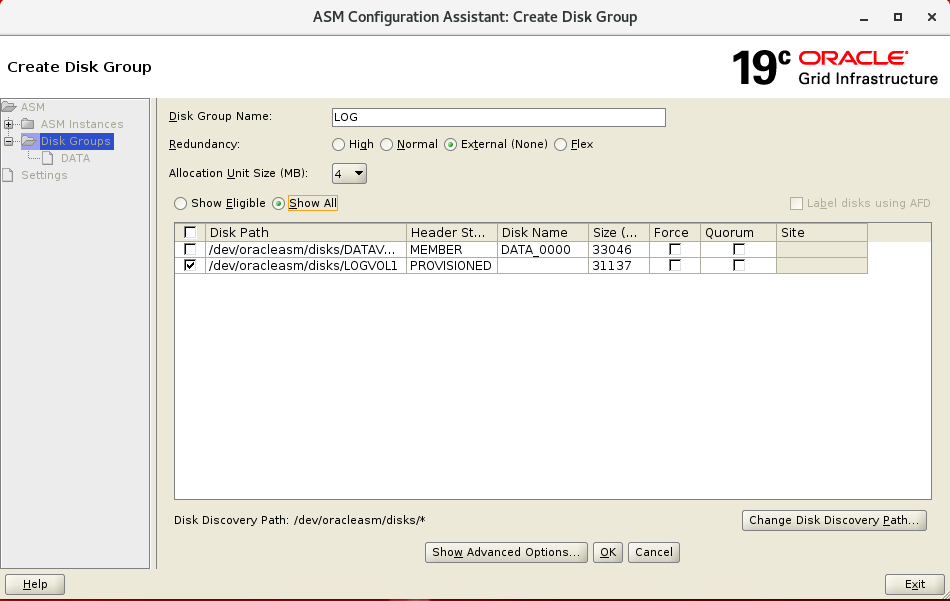 ASM Configuration Assistant: Create Disk Group
Create Disk Group
19c ORACLE
Grid Infrastructure
ASM
ASM Instances
Disk Groups
DATA
Settings
Disk Group Name: LOG
Redundancy: High Normal External (None) Flex
Allocation Unit Size (MB): 4
Show Eligible Show All Label disks using AFD
Disk Path Header St... Disk Name Size (... Force Quorum Site
/dev/oracleasm/disks/DATAV... MEMBER DATA_0000 33046
/dev/oracleasm/disks/LOGVOL1 PROVISIONED 31137
Disk Discovery Path: /dev/oracleasm/disks/* Change Disk Discovery Path...
Show Advanced Options... OK Cancel
Help Exit